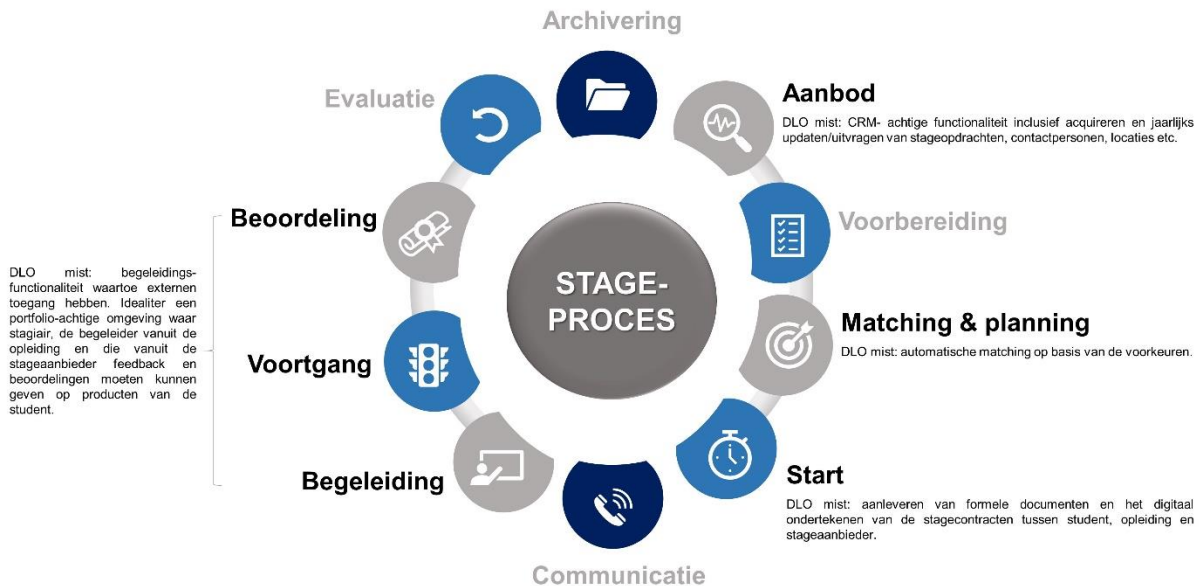 Archivering
Evaluatie
Aanbod
DLO mist: CRM- achtige functionaliteit inclusief acquireren en jaarlijks
updaten/uitvragen van stageopdrachten, contactpersonen, locaties etc.
Beoordeling
Voorbereiding
DLO mist: begeleidings-
functionaliteit waartoe externen
toegang hebben. Idealiter een
portfolio-achtige omgeving waar
stagiair, de begeleider vanuit de
opleiding en die vanuit de
stageaanbieder feedback en
beoordelingen moeten kunnen
geven op producten van de
student.
STAGE-
PROCES
Matching & planning
DLO mist: automatische matching op basis van de voorkeuren.
Voortgang
Begeleiding
Start
DLO mist: aanleveren van formele documenten en het digitaal
ondertekenen van de stagecontracten tussen student, opleiding en
stageaanbieder.
Communicatie